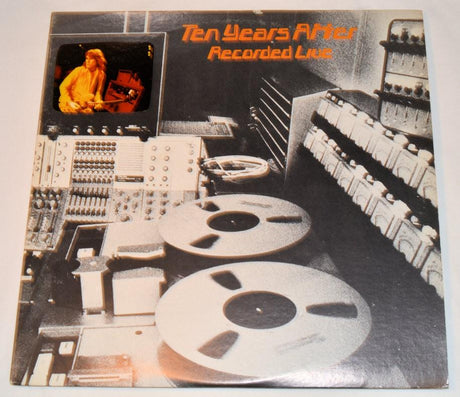 Ten Years After
Recorded Live